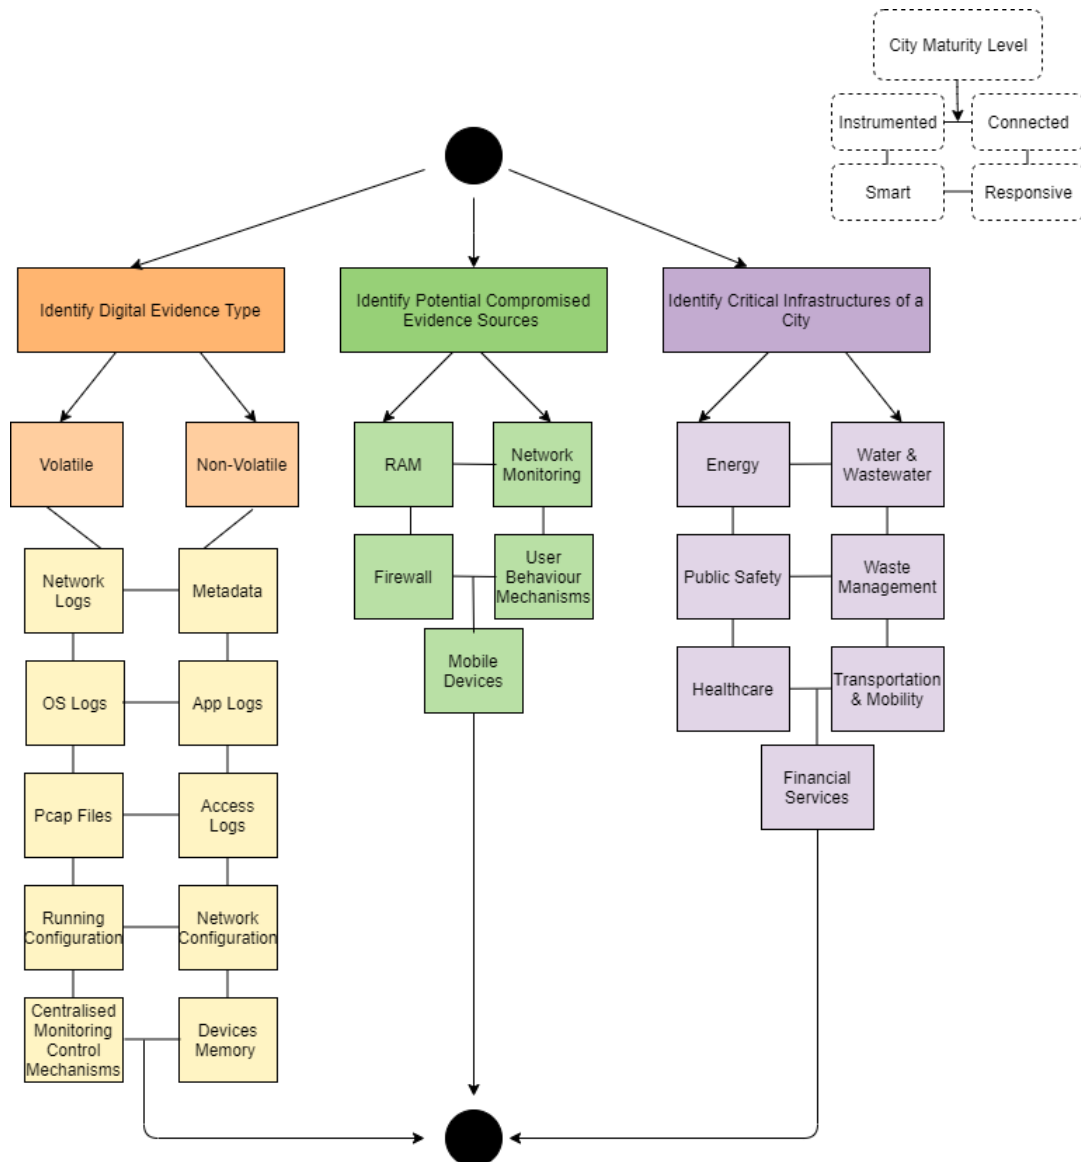 City Maturity Level
Instrumented
Connected
Smart
Responsive
Identify Digital Evidence Type
Identify Potential Compromised
Evidence Sources
Identify Critical Infrastructures of a
City
Volatile
Non-Volatile
RAM
Network
Monitoring
Energy
Water &
Wastewater
Network
Logs
Metadata
Firewall
User
Behaviour
Mechanisms
Public Safety
Waste
Management
OS Logs
App Logs
Mobile
Devices
Healthcare
Transportation
& Mobility
Pcap Files
Access
Logs
Financial
Services
Running
Configuration
Network
Configuration
Centralised
Monitoring
Control
Mechanisms
Devices
Memory